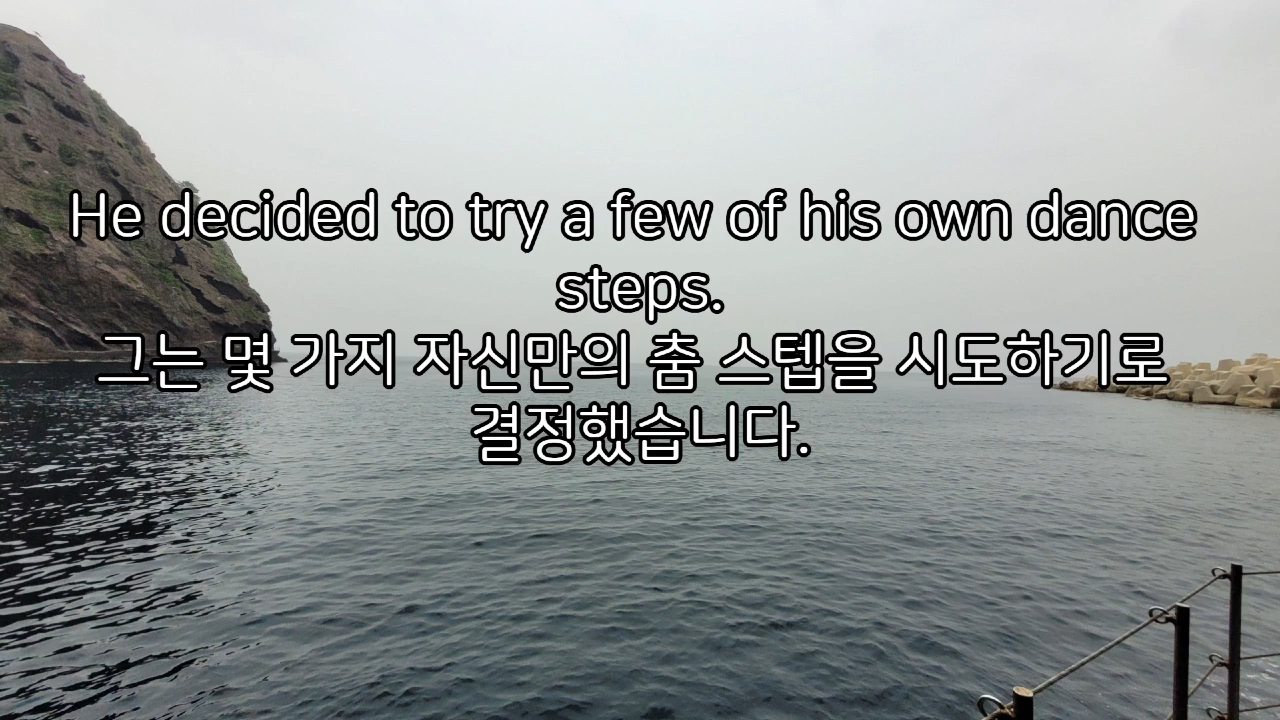 He decided to try a few of his own dance
steps.
그는 몇 가지 자신만의 춤 스텝을 시도하기로
결정했습니다.